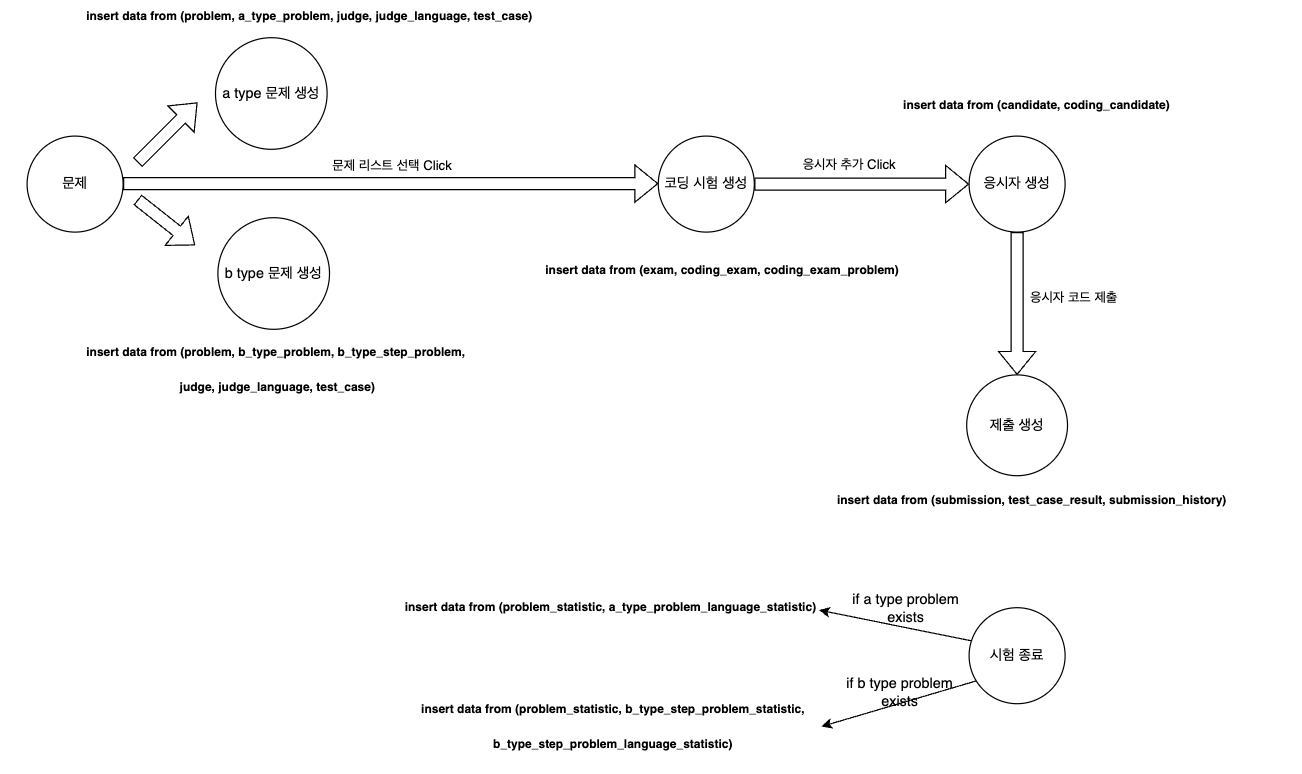 insert data from (problem, a_type_problem, judge, judge_language, test_case)
a type 문제 생성
insert data from (candidate, coding_candidate)
문제
문제 리스트 선택 Click
코딩 시험 생성
응시자 추가 Click
응시자 생성
b type 문제 생성
insert data from (exam, coding_exam, coding_exam_problem)
응시자 코드 제출
insert data from (problem, b_type_problem, b_type_step_problem,
judge, judge_language, test_case)
제출 생성
insert data from (submission, test_case_result, submission_history)
insert data from (problem_statistic, a_type_problem_language_statistic)
if a type problem
exists
시험 종료
if b type problem
exists
insert data from (problem_statistic, b_type_step_problem_statistic,
b_type_step_problem_language_statistic)